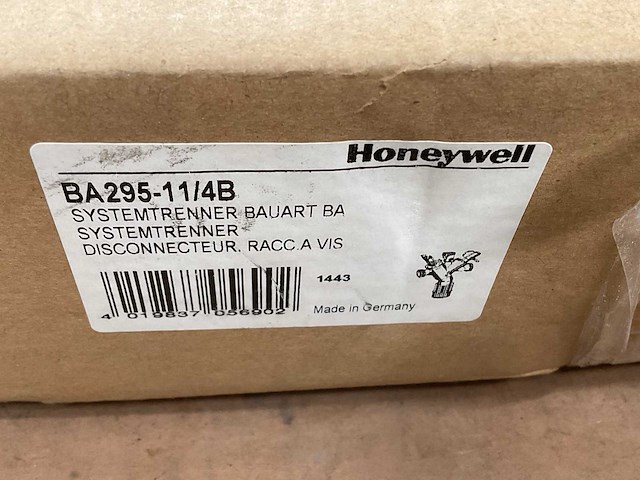 Honeywell
BA295-11/4B
SYSTEMTRENNER BAUART BA
SYSTEMTRENNER
DISCONNECTEUR. RACC.A VIS
1443
4 019837 056902
Made in Germany